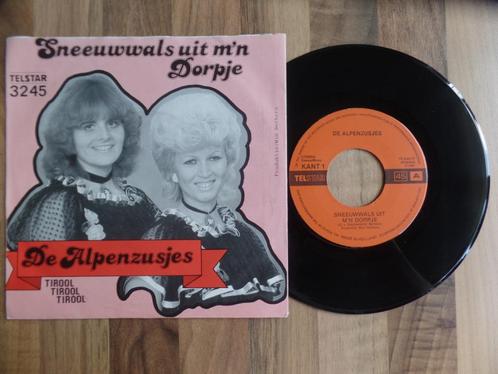 Sneeuwwals uit m'n
Dorpje
TELSTAR
3245
De Alpenzusjes
TIROOL
TIROOL
TIROOL
DE ALPENZUSJES
KANT 1
TELSTAR
45
A
SNEEUWWALS UIT
M'N DORPJE